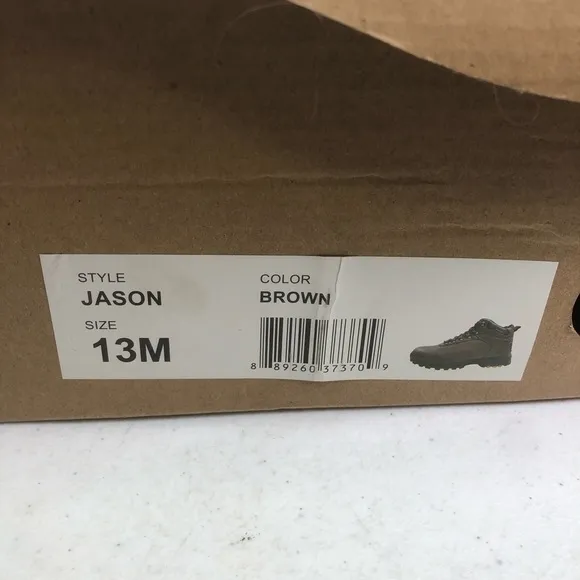 STYLE
JASON
SIZE
13M
COLOR
BROWN
8 89260 37370 9